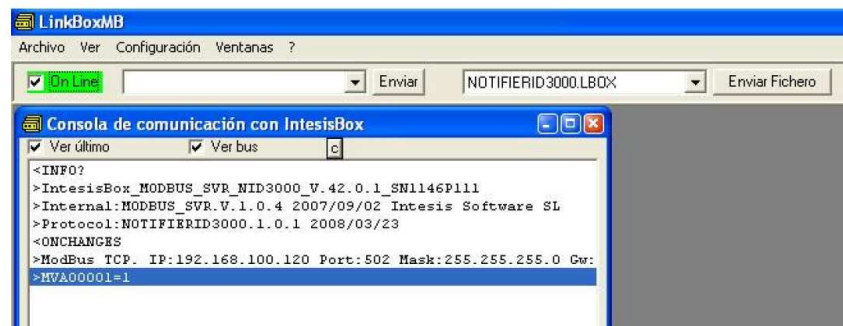 LinkBoxMB
Archivo Ver Configuración Ventanas ?
On Line Enviar NOTIFIERID3000.LBOX Enviar Fichero
Consola de comunicación con IntesisBox
Ver último Ver bus c
<INFO?
>IntesisBox_MODBUS_SVR_NID3000_V.42.0.1_SN1146P111
>Internal:MODBUS_SVR.V.1.0.4 2007/09/02 Intesis Software SL
>Protocol:NOTIFIERID3000.1.0.1 2008/03/23
<ONCHANGES
>ModBus TCP. IP:192.168.100.120 Port:502 Mask:255.255.255.0 Gw:
>MVA00001=1